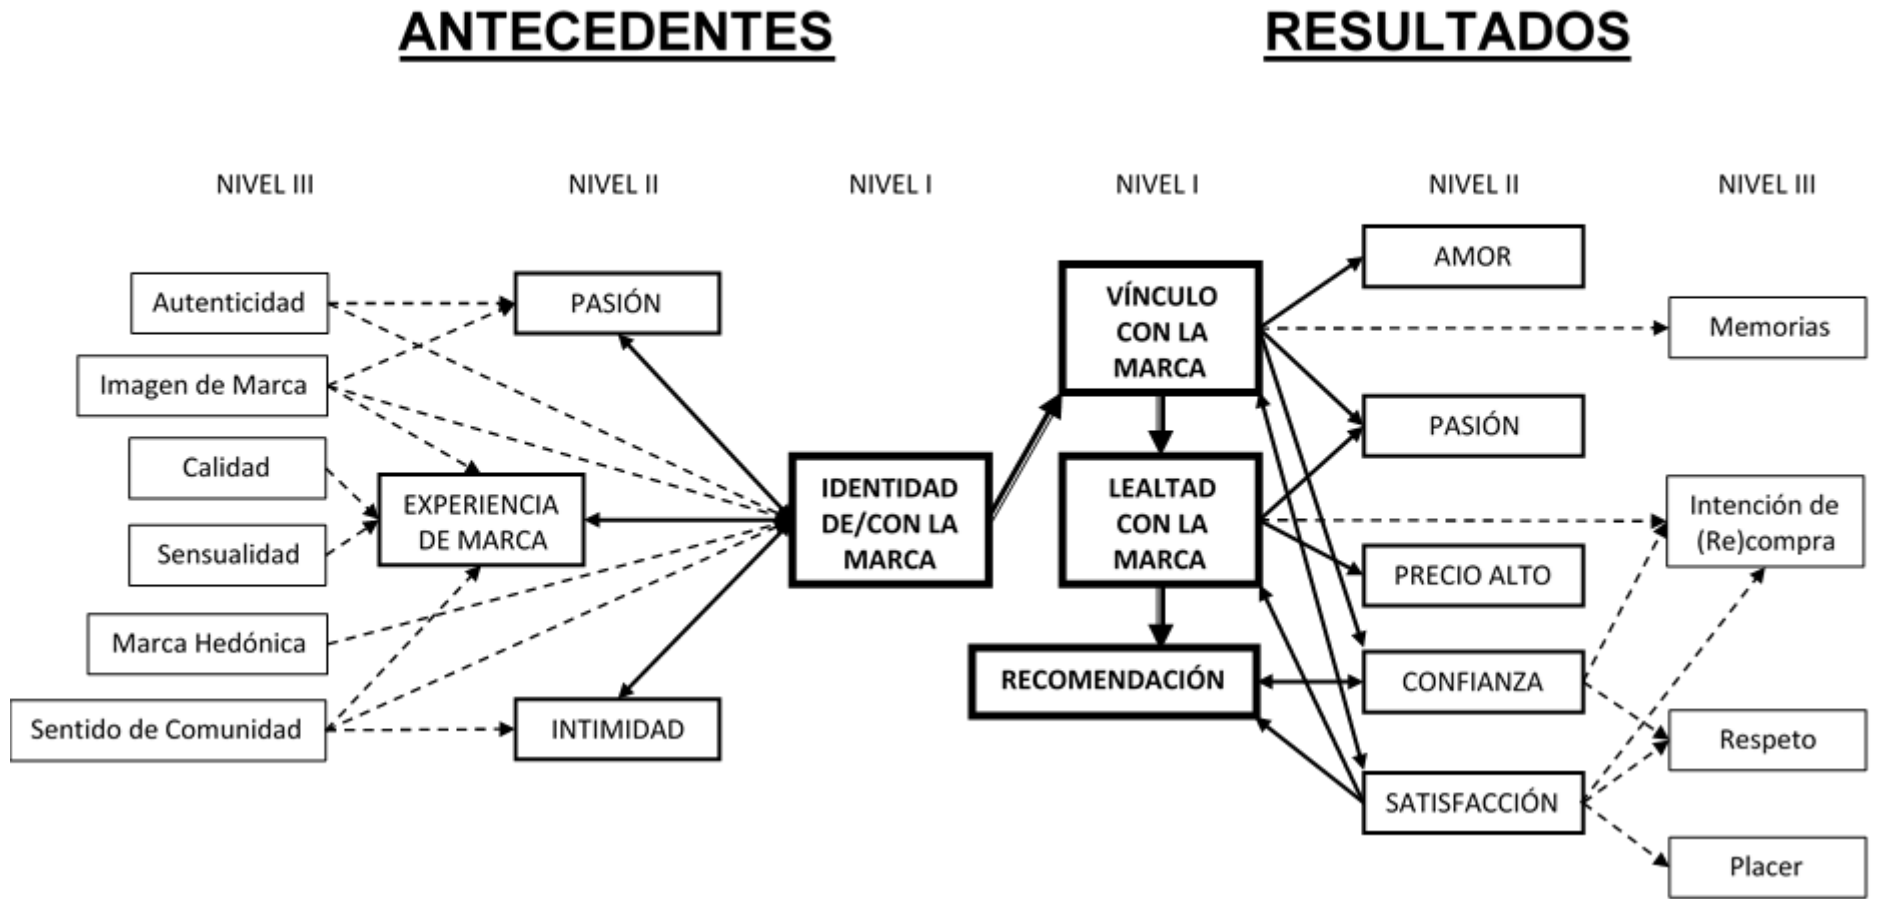 ANTECEDENTES
RESULTADOS
NIVEL III
NIVEL II
NIVEL I
NIVEL I
NIVEL II
NIVEL III
Autenticidad
Imagen de Marca
Calidad
Sensualidad
Marca Hedónica
Sentido de Comunidad
PASIÓN
EXPERIENCIA
DE MARCA
INTIMIDAD
IDENTIDAD
DE/CON LA
MARCA
VÍNCULO
CON LA
MARCA
LEALTAD
CON LA
MARCA
RECOMENDACIÓN
AMOR
PASIÓN
PRECIO ALTO
CONFIANZA
SATISFACCIÓN
Memorias
Intención de
(Re)compra
Respeto
Placer